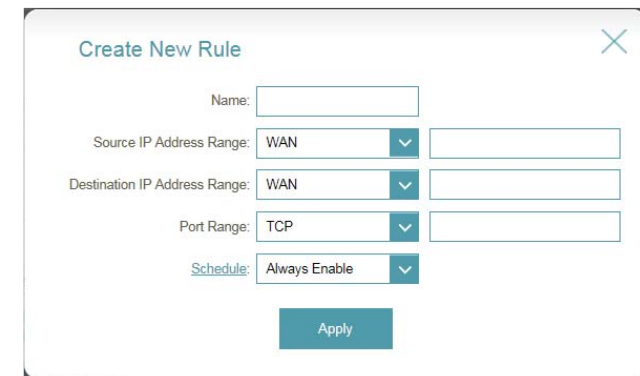 Create New Rule
Name:
Source IP Address Range: WAN
Destination IP Address Range: WAN
Port Range: TCP
Schedule: Always Enable
Apply